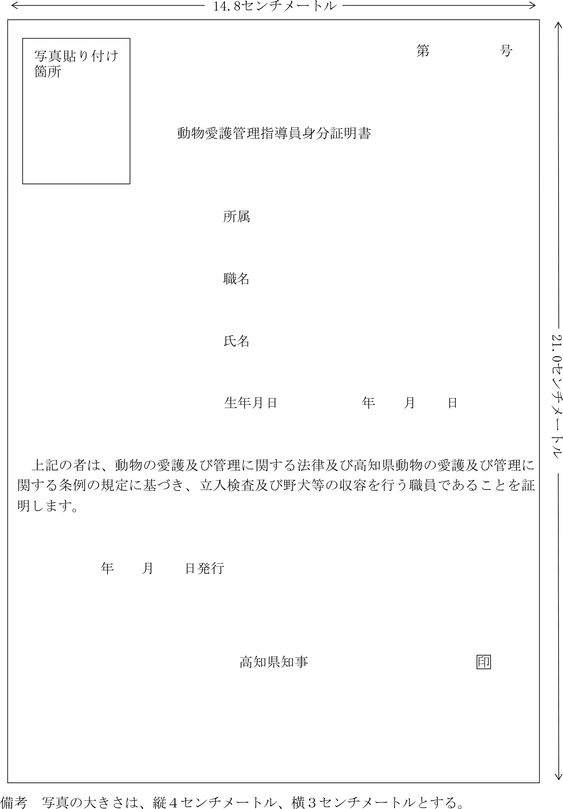 14.8センチメートル
写真貼り付け
箇所
第　　　　　号
動物愛護管理指導員身分証明書
所属
職名
氏名
生年月日　　　　　　年　　月　　日
21.0センチメートル
　上記の者は、動物の愛護及び管理に関する法律及び高知県動物の愛護及び管理に
関する条例の規定に基づき、立入検査及び野犬等の収容を行う職員であることを証
明します。
年　　月　　日発行
高知県知事　　　　　　　　　　　　印
備考　写真の大きさは、縦４センチメートル、横３センチメートルとする。